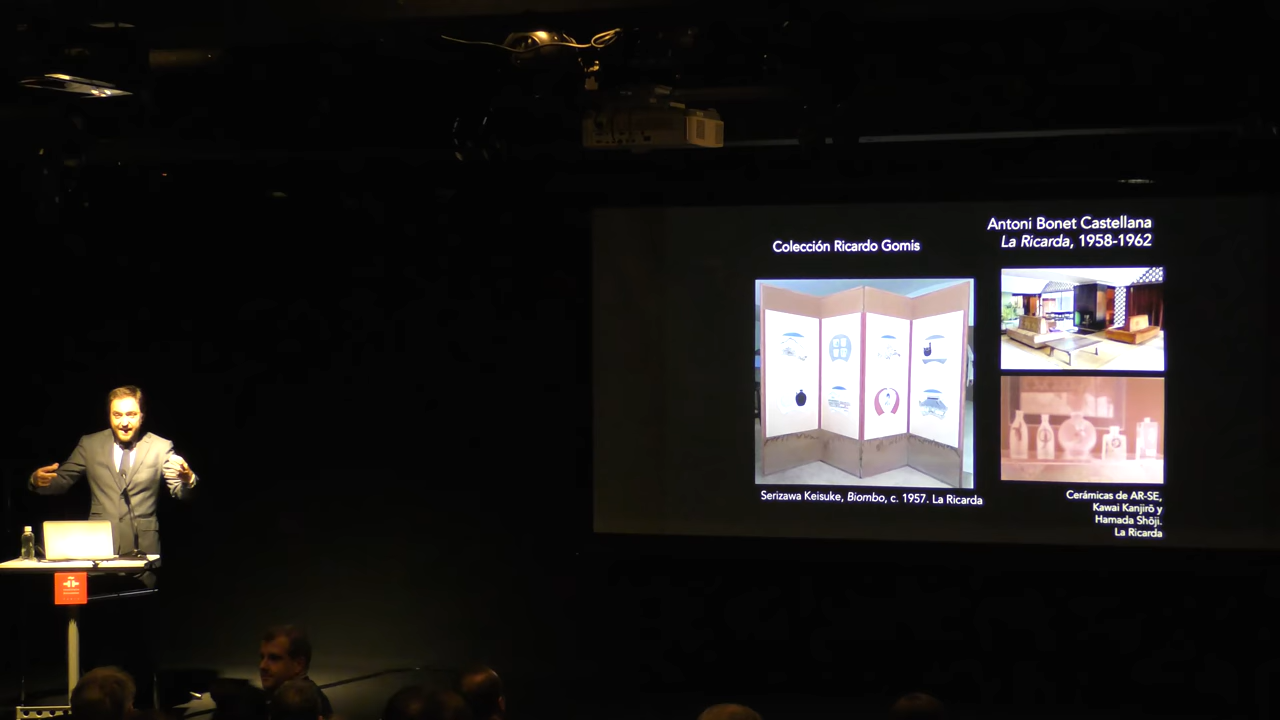 Colección Ricardo Gomis
Antoni Bonet Castellana
La Ricarda, 1958-1962
Serizawa Keisuke, Biombo, c. 1957. La Ricarda
Cerámicas de AR-SE,
Kawai Kanjirō y
Hamada Shōji.
La Ricarda